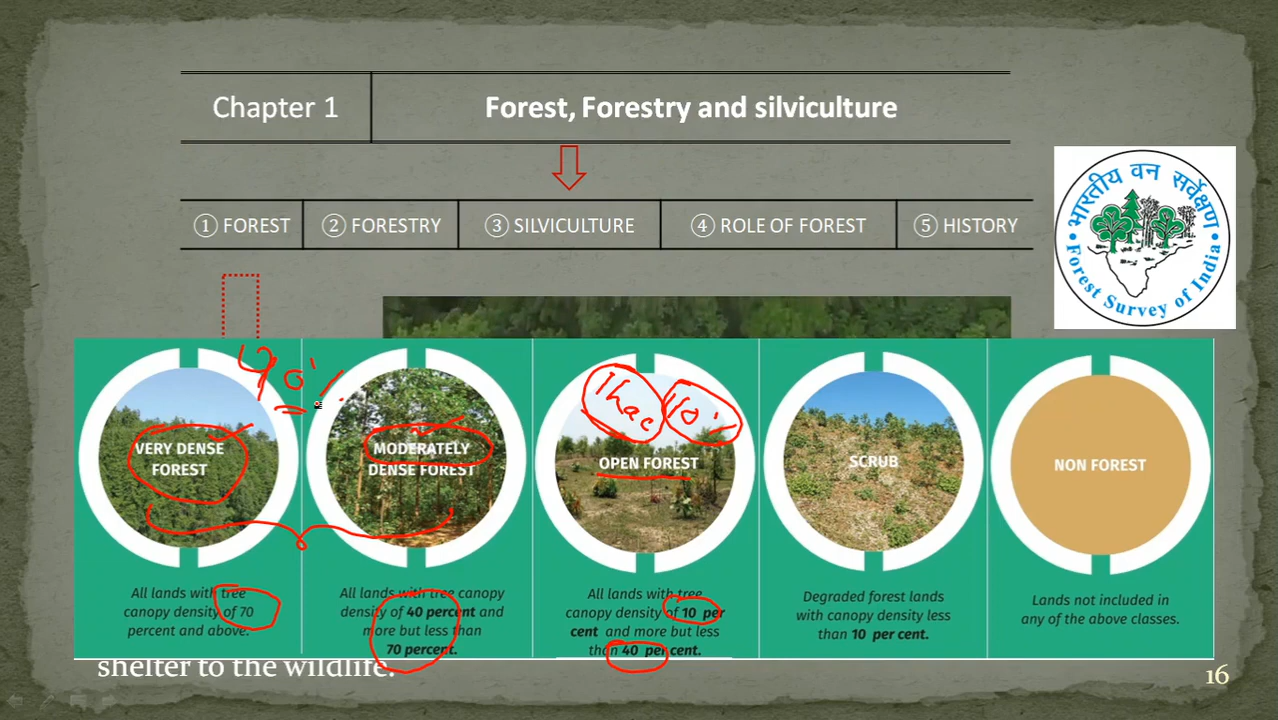 Chapter 1
Forest, Forestry and silviculture
① FOREST
② FORESTRY
③ SILVICULTURE
④ ROLE OF FOREST
⑤ HISTORY
भारतीय वन सर्वेक्षण
Forest Survey of India
40%
1hac
10%
VERY DENSE
FOREST
All lands with tree
canopy density of 70
percent and above.
MODERATELY
DENSE FOREST
All lands with tree canopy
density of 40 percent and
more but less than
70 percent.
OPEN FOREST
All lands with tree
canopy density of 10 per
cent and more but less
than 40 per cent.
SCRUB
Degraded forest lands
with canopy density less
than 10 per cent.
NON FOREST
Lands not included in
any of the above classes.
shelter to the wildlife.
16